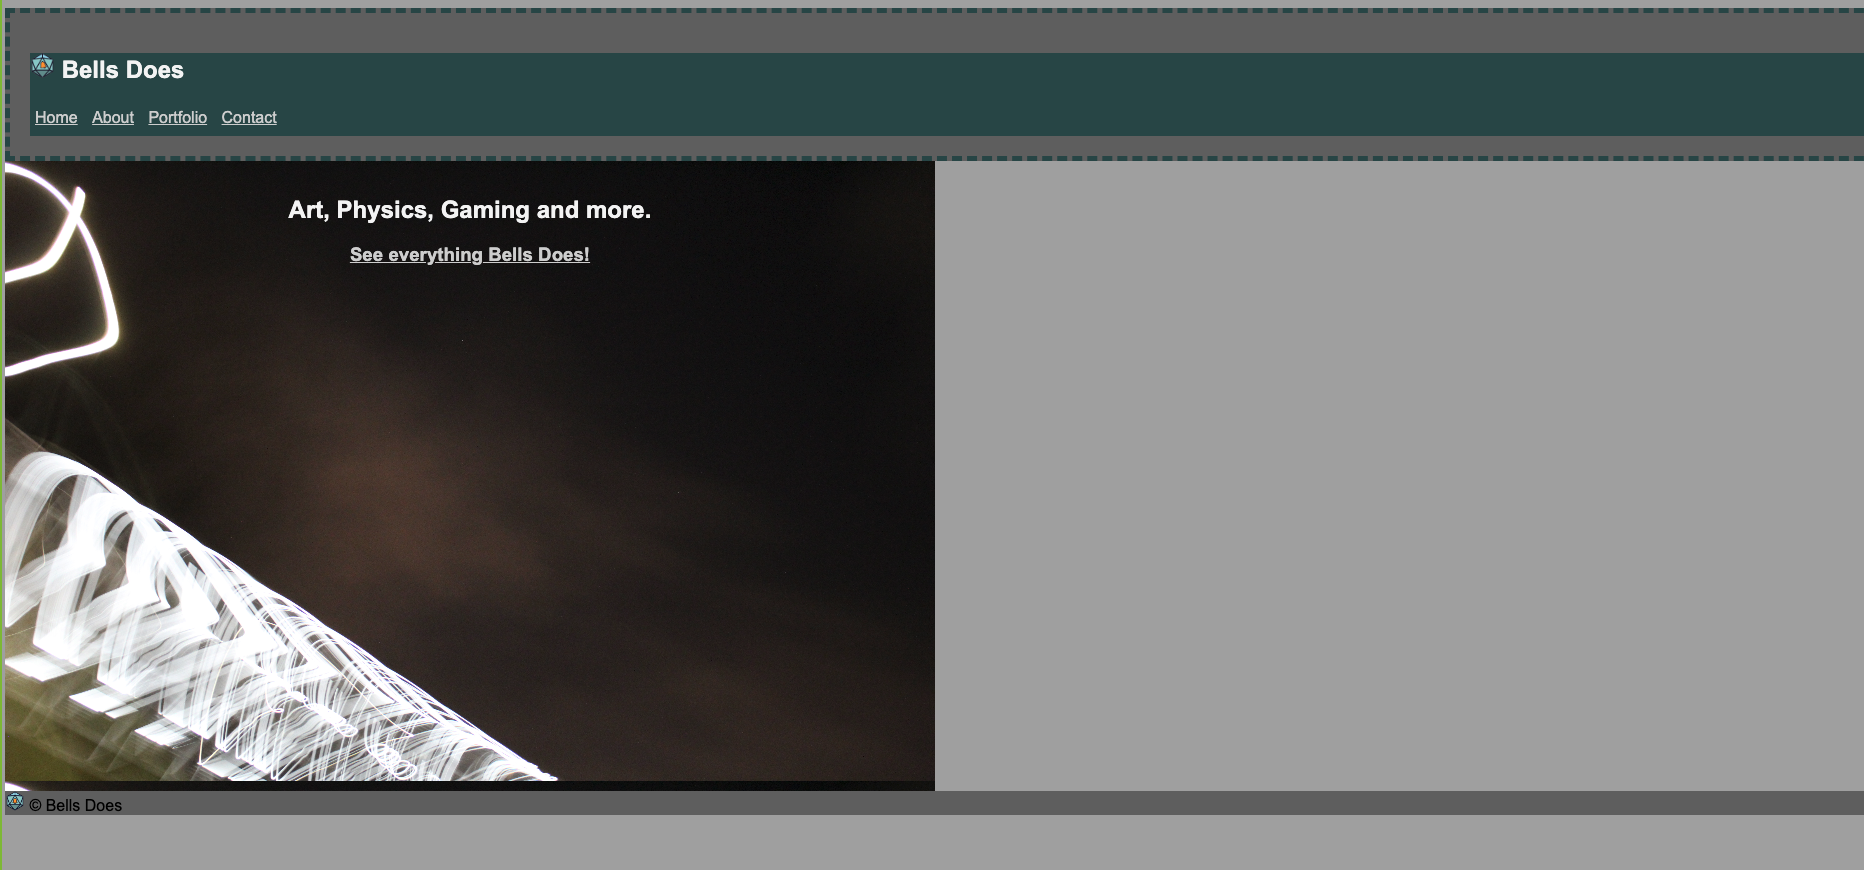 Bells Does
Home About Portfolio Contact
Art, Physics, Gaming and more.
See everything Bells Does!
© Bells Does